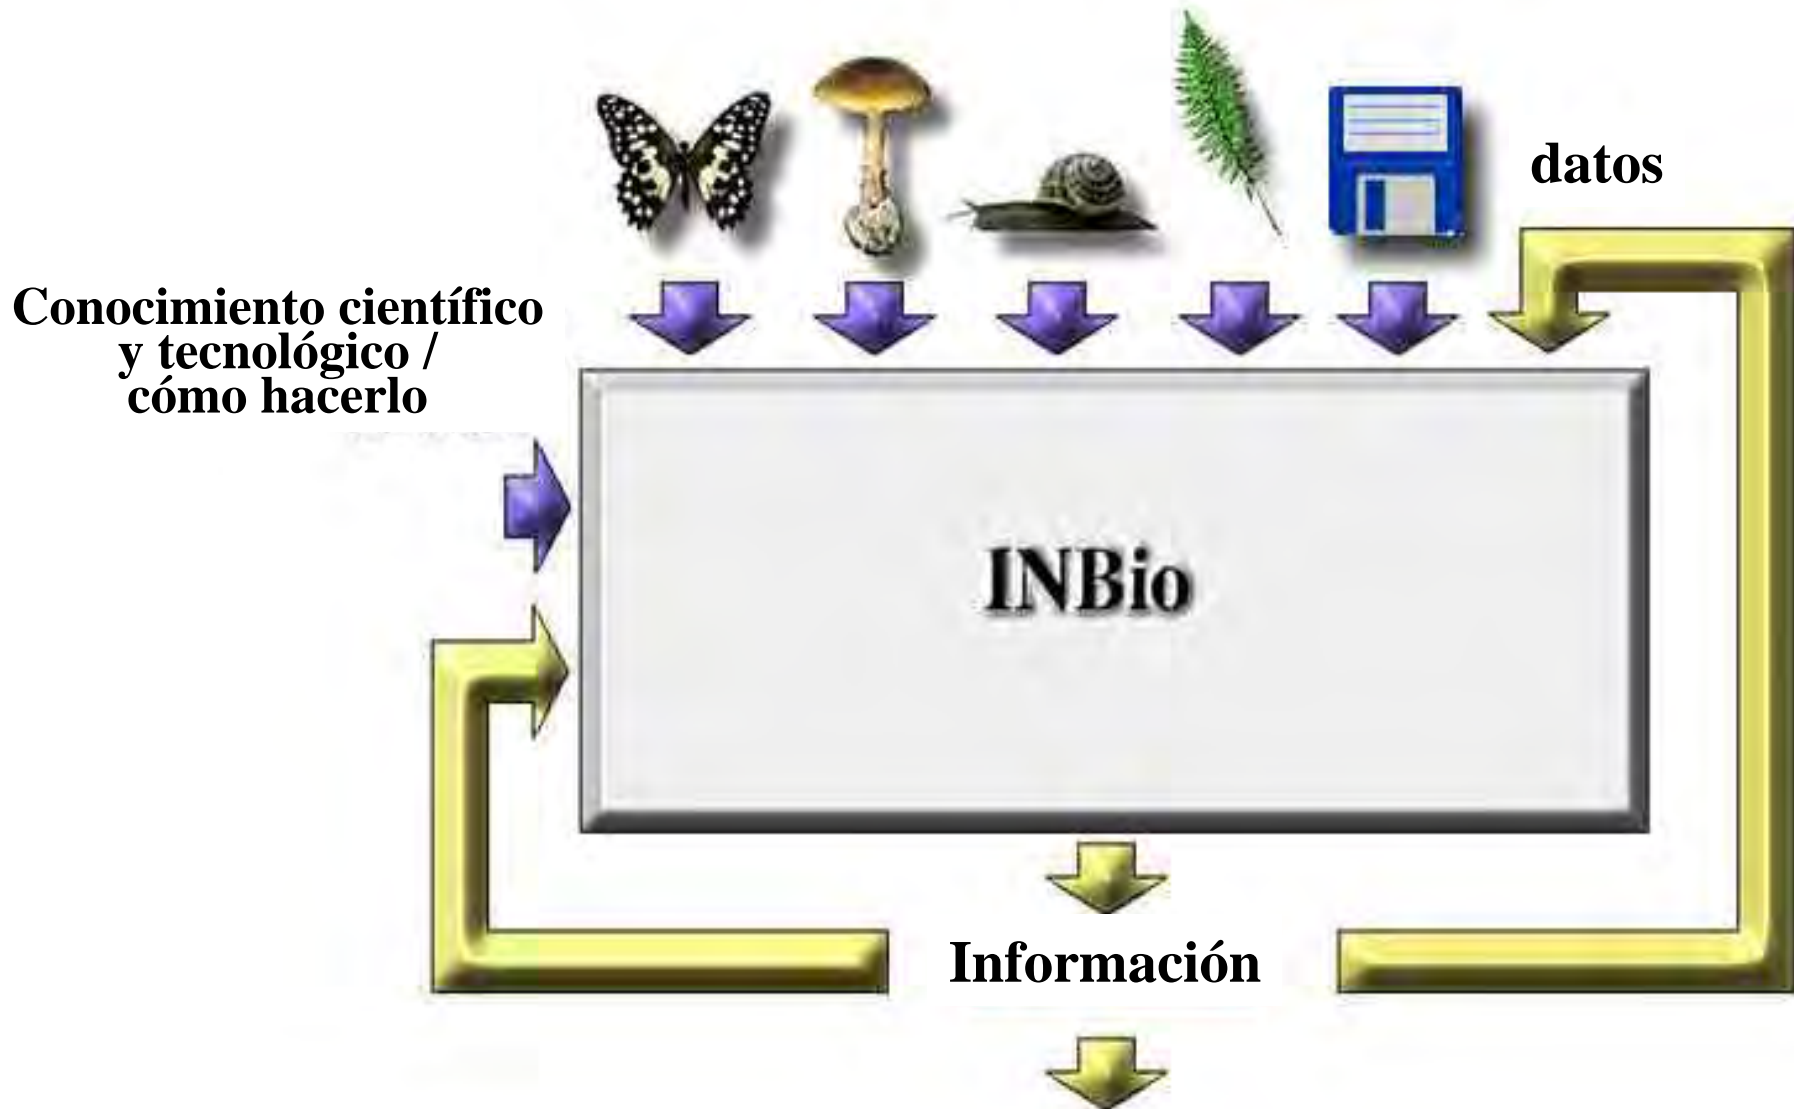 datos
Conocimiento científico
y tecnológico /
cómo hacerlo
INBio
Información